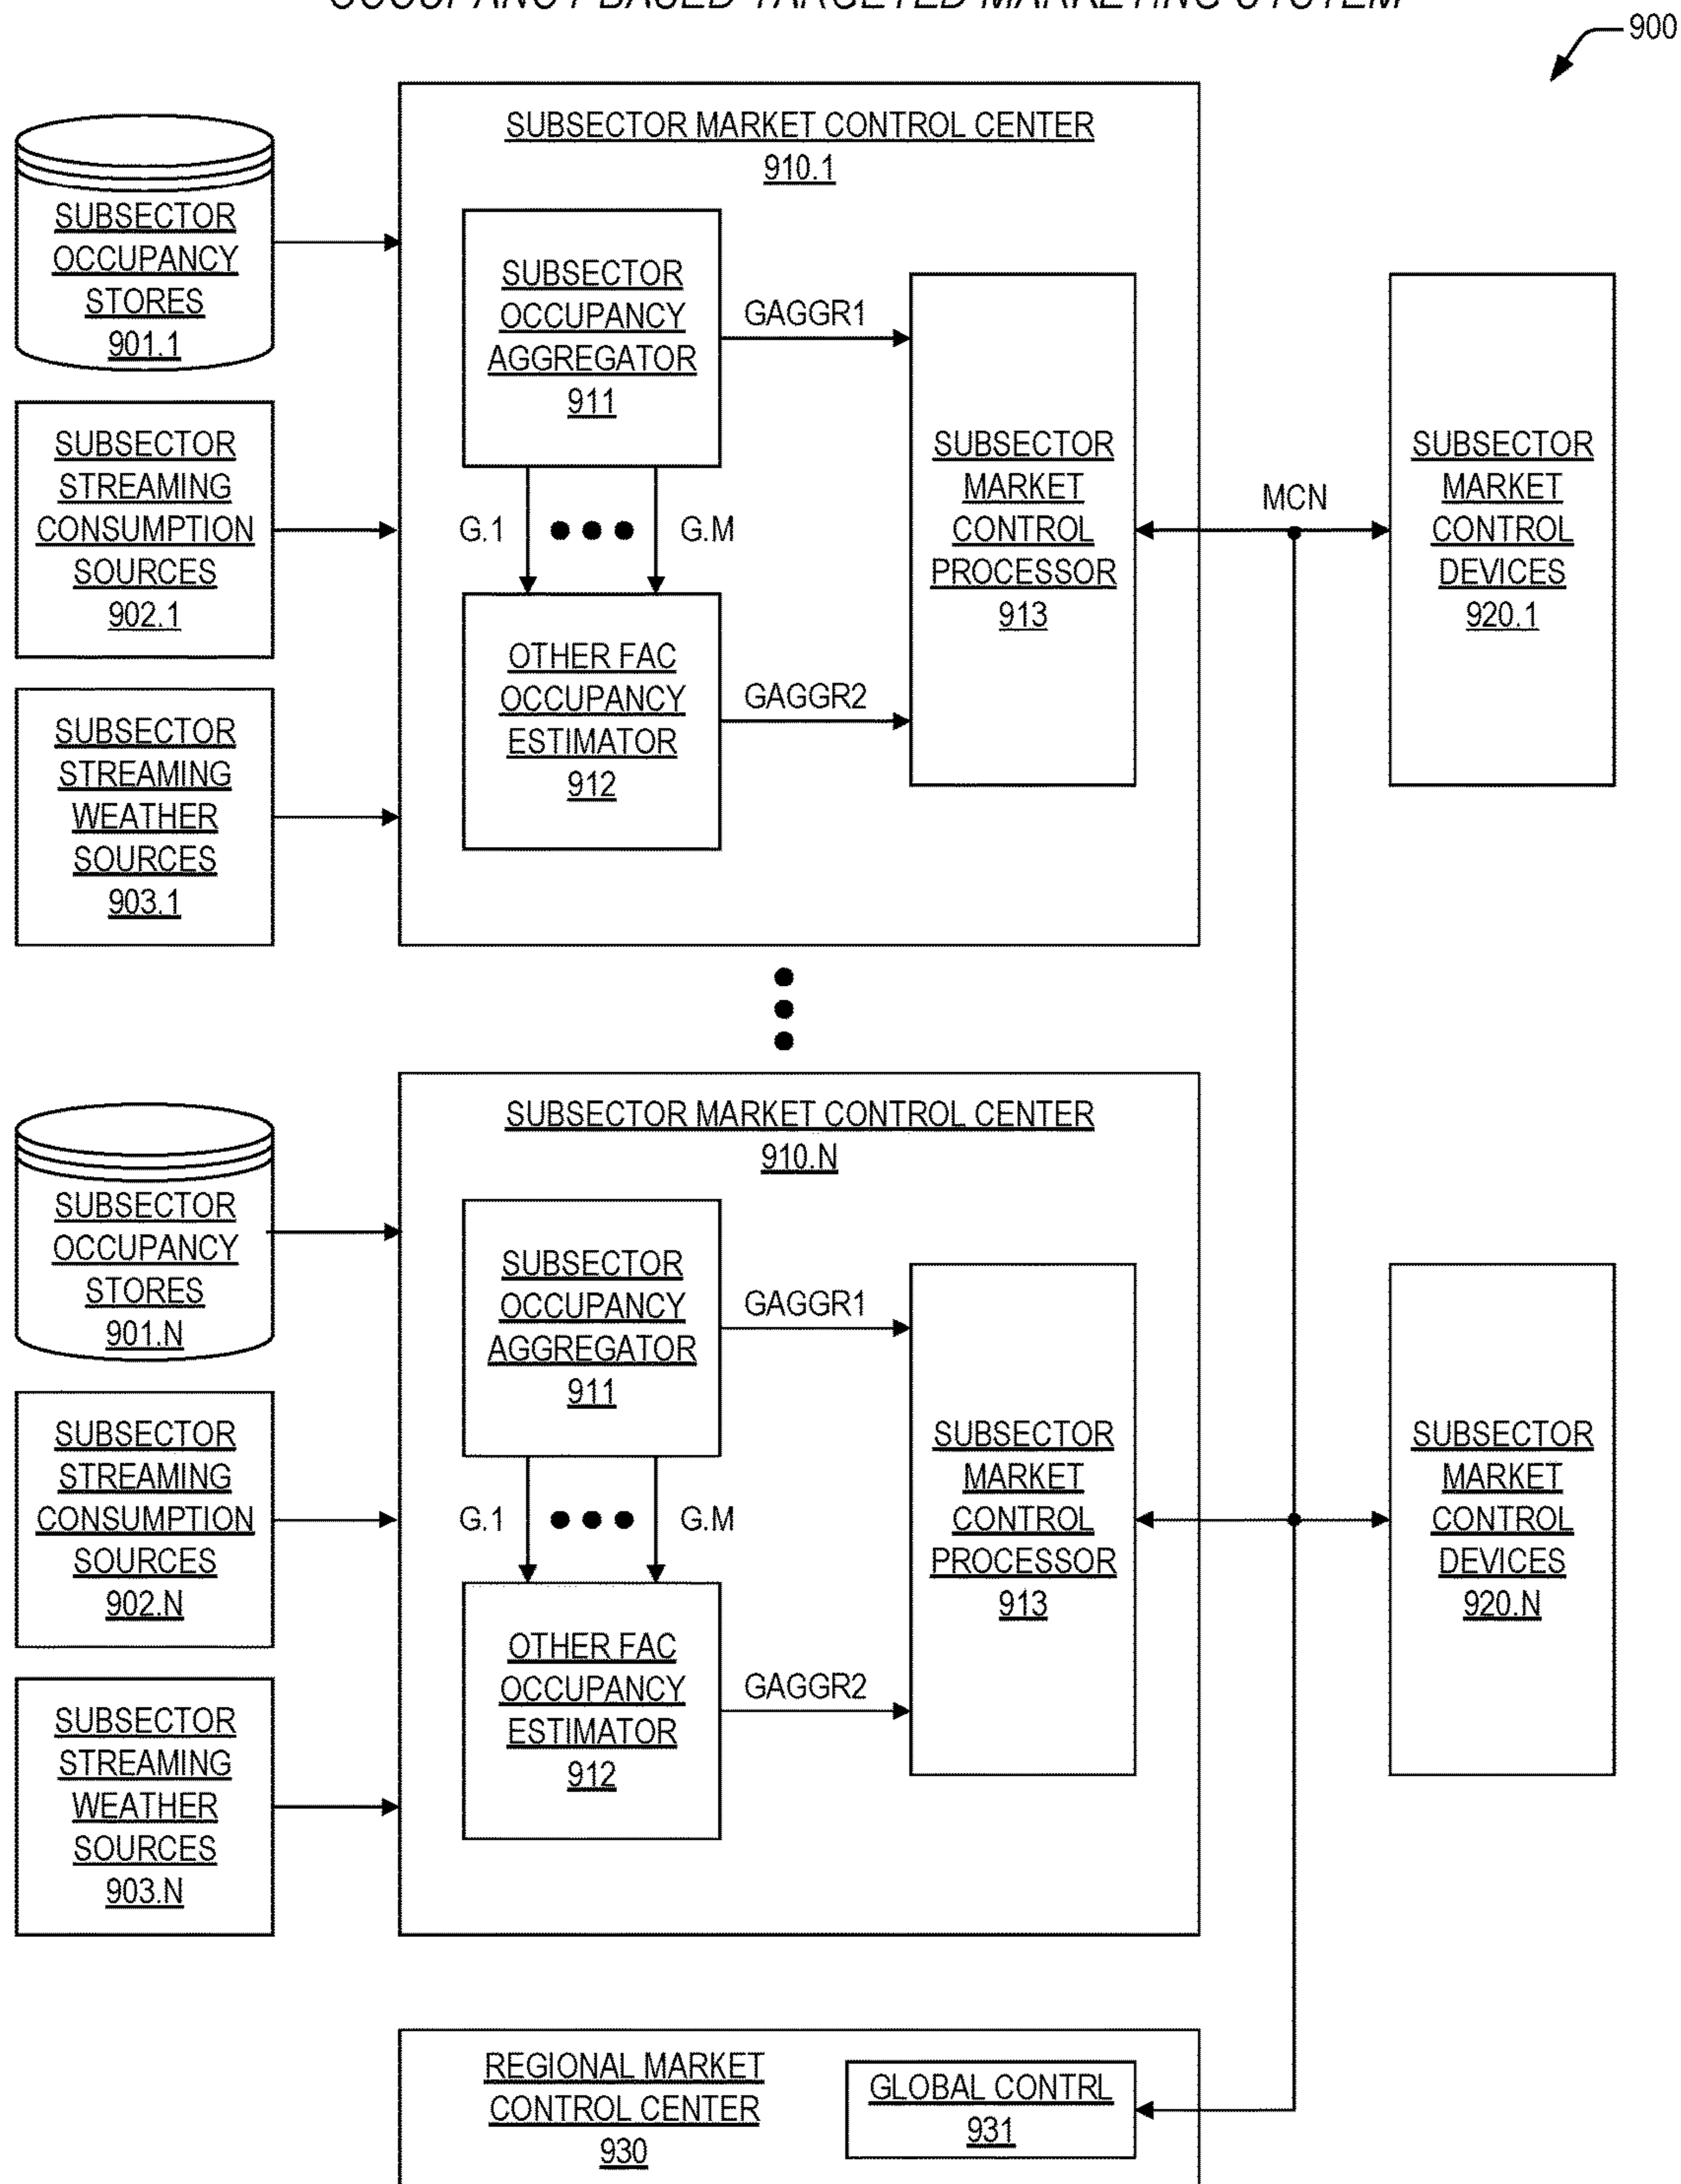 OCCUPANCY BASED TARGETED MARKETING SYSTEM
900
SUBSECTOR
OCCUPANCY
STORES
901.1
SUBSECTOR
STREAMING
CONSUMPTION
SOURCES
902.1
SUBSECTOR
STREAMING
WEATHER
SOURCES
903.1
SUBSECTOR MARKET CONTROL CENTER
910.1
SUBSECTOR
OCCUPANCY
AGGREGATOR
911
GAGGR1
G.1
G.M
OTHER FAC
OCCUPANCY
ESTIMATOR
912
GAGGR2
SUBSECTOR
MARKET
CONTROL
PROCESSOR
913
MCN
SUBSECTOR
MARKET
CONTROL
DEVICES
920.1
SUBSECTOR
OCCUPANCY
STORES
901.N
SUBSECTOR
STREAMING
CONSUMPTION
SOURCES
902.N
SUBSECTOR
STREAMING
WEATHER
SOURCES
903.N
SUBSECTOR MARKET CONTROL CENTER
910.N
SUBSECTOR
OCCUPANCY
AGGREGATOR
911
GAGGR1
G.1
G.M
OTHER FAC
OCCUPANCY
ESTIMATOR
912
GAGGR2
SUBSECTOR
MARKET
CONTROL
PROCESSOR
913
SUBSECTOR
MARKET
CONTROL
DEVICES
920.N
REGIONAL MARKET
CONTROL CENTER
930
GLOBAL CONTRL
931